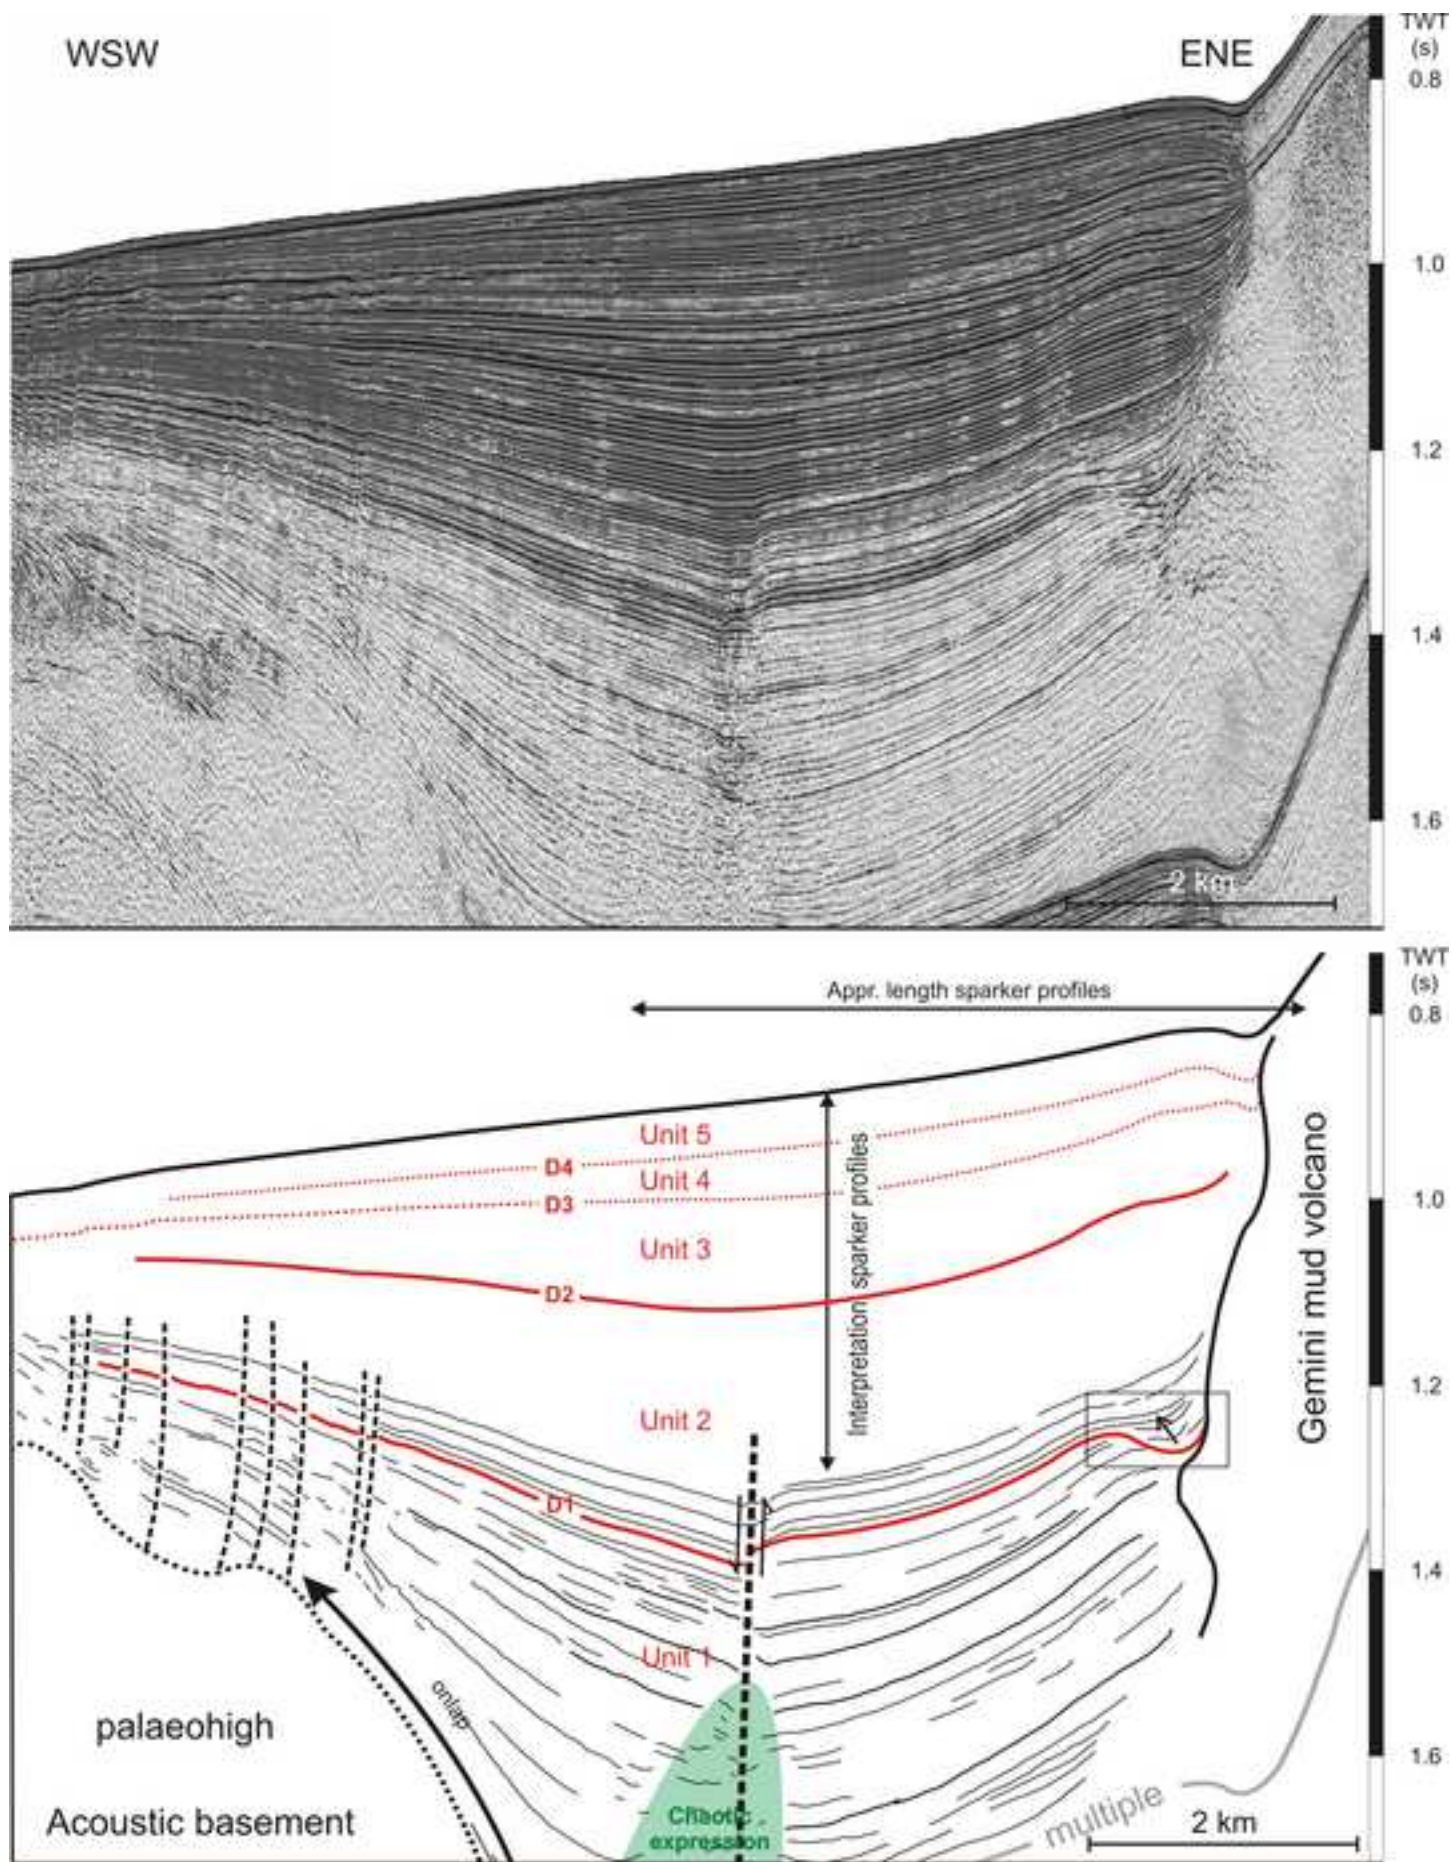 WSW
ENE
TWT
(s)
0.8
1.0
1.2
1.4
1.6
2 km
TWT
(s)
0.8
Appr. length sparker profiles
Unit 5
D4
Unit 4
D3
Unit 3
D2
Interpretation sparker profiles
Gemini mud volcano
1.0
1.2
Unit 2
D1
1.4
Unit 1
onlap
palaeohigh
Acoustic basement
Chaotic
expression
multiple
1.6
2 km